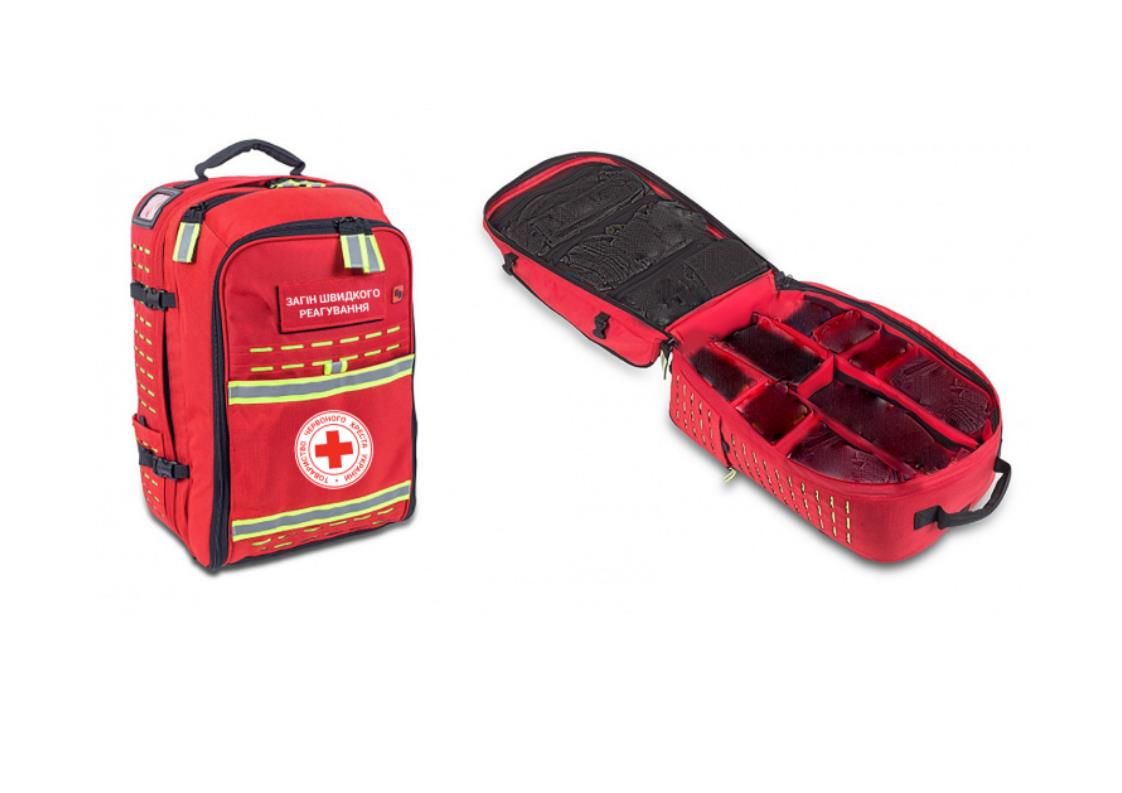 ЗАГІН ШВИДКОГО
РЕАГУВАННЯ
ТОВАРИСТВО ЧЕРВОНОГО ХРЕСТА УКРАЇНИ